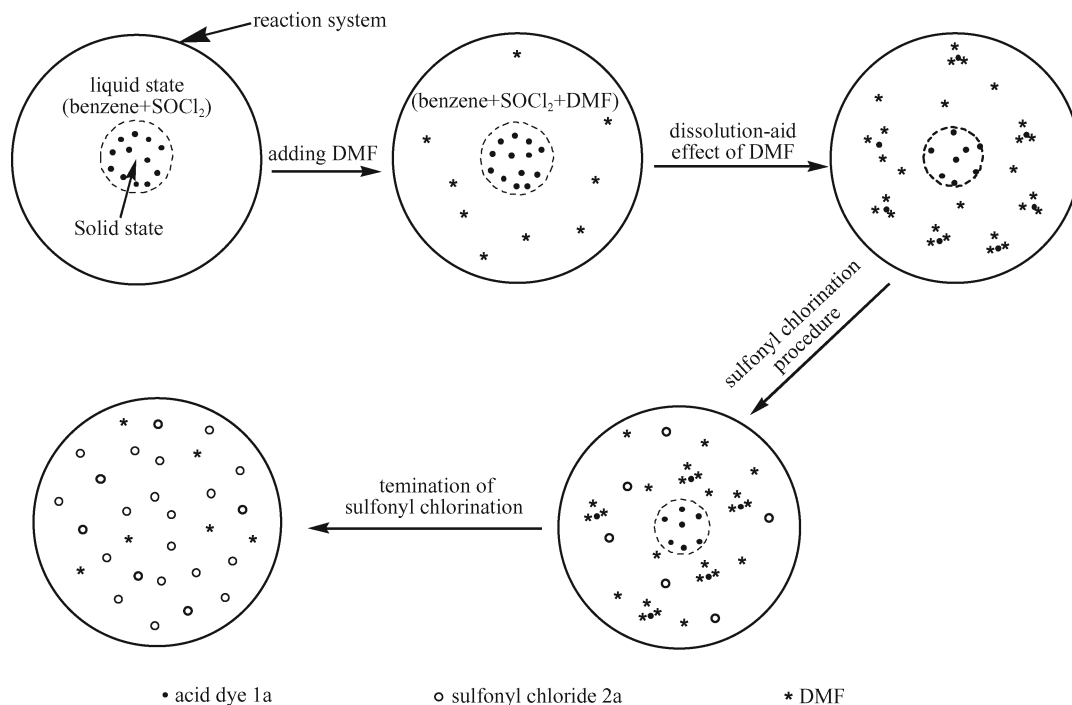 reaction system
liquid state
(benzene+SOCl₂)
Solid state
adding DMF
(benzene+SOCl₂+DMF)
dissolution-aid
effect of DMF
sulfonyl chlorination
procedure
temination of
sulfonyl chlorination
acid dye 1a
sulfonyl chloride 2a
* DMF